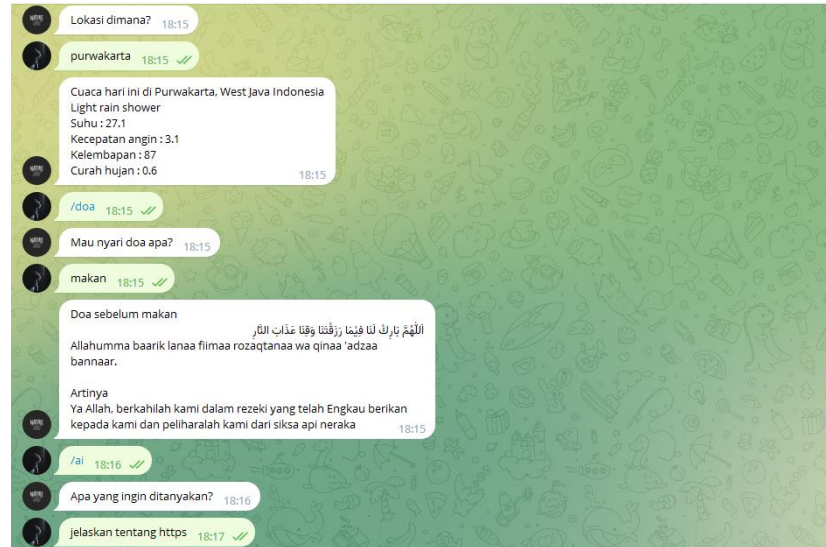 Lokasi dimana? 18:15
purwakarta 18:15
Cuaca hari ini di Purwakarta, West Java Indonesia
Light rain shower
Suhu : 27.1
Kecepatan angin : 3.1
Kelembapan : 87
Curah hujan : 0.6
18:15
/doa 18:15
Mau nyari doa apa? 18:15
makan 18:15
Doa sebelum makan
اَللّٰهُمَّ بَارِكْ لَنَا فِيْمَا رَزَقْتَنَا وَقِنَا عَذَابَ النَّارِ
Allahumma baarik lanaa fiimaa rozaqtanaa wa qinaa 'adzaa
bannaar.
Artinya
Ya Allah, berkahilah kami dalam rezeki yang telah Engkau berikan
kepada kami dan peliharalah kami dari siksa api neraka
18:15
/ai 18:16
Apa yang ingin ditanyakan? 18:16
jelaskan tentang https 18:17